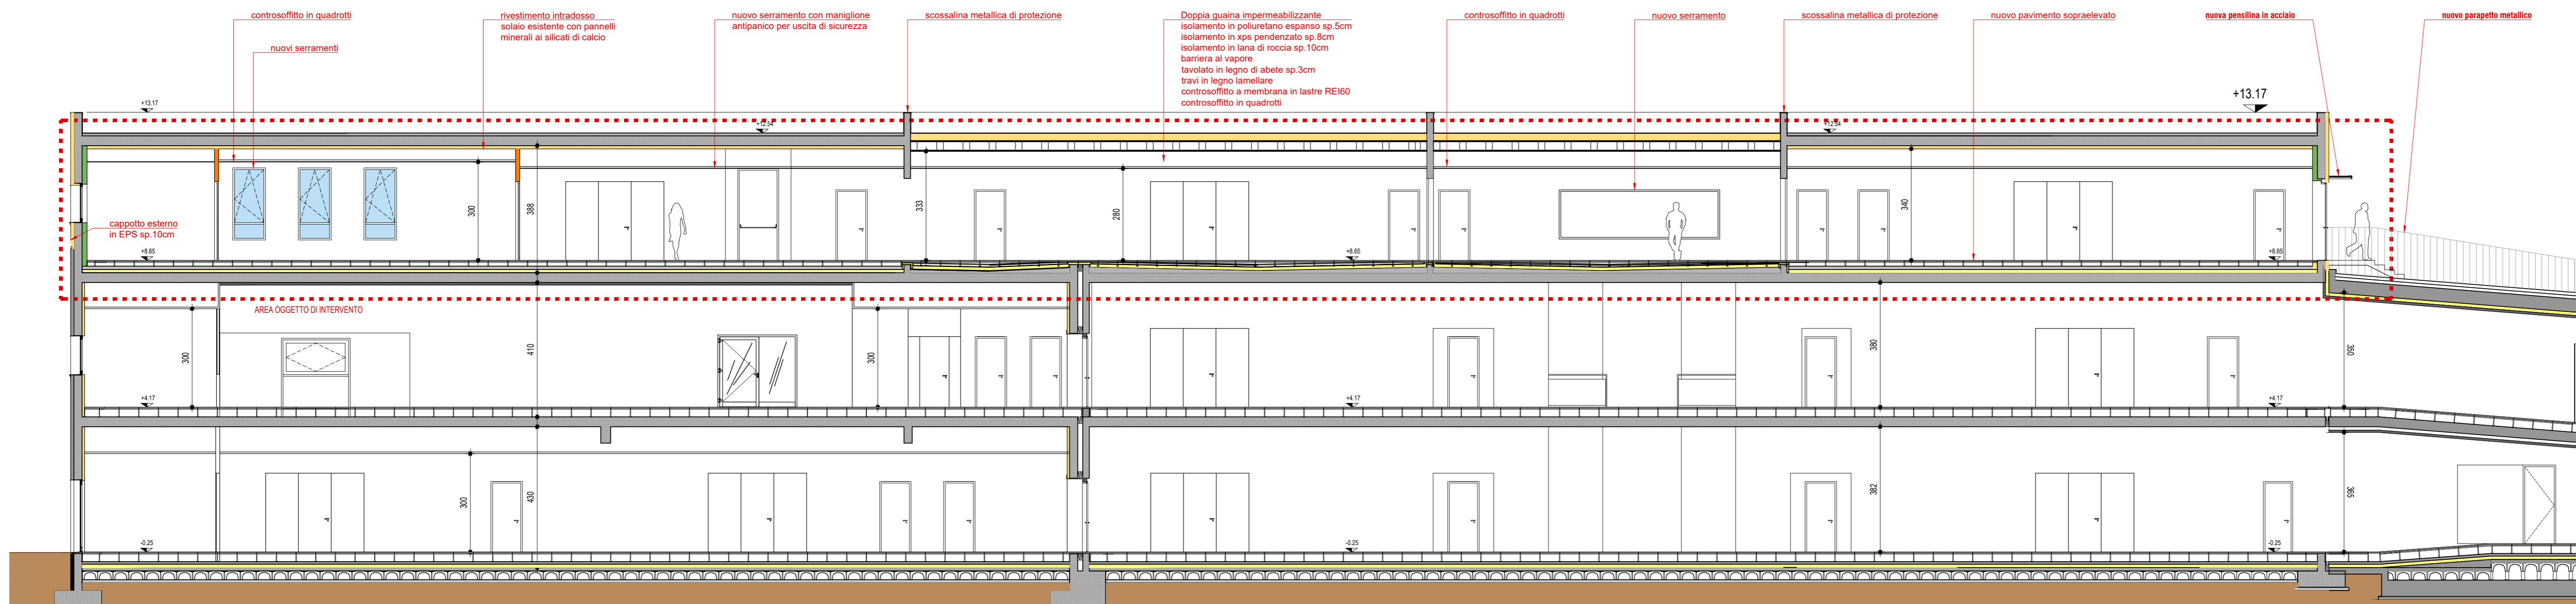 controsoffitto in quadrotti
nuovi serramenti
rivestimento intradosso
solaio esistente con pannelli
minerali ai silicati di calcio
nuovo serramento con maniglione
antipanico per uscita di sicurezza
scossalina metallica di protezione
Doppia guaina impermeabilizzante
isolamento in poliuretano espanso sp.5cm
isolamento in xps pendenzato sp.8cm
isolamento in lana di roccia sp.10cm
barriera al vapore
tavolato in legno di abete sp.3cm
travi in legno lamellare
controsoffitto a membrana in lastre REI60
controsoffitto in quadrotti
controsoffitto in quadrotti
nuovo serramento
scossalina metallica di protezione
nuovo pavimento sopraelevato
nuova pensilina in acciaio
nuovo parapetto metallico
+13.17
+13.17
+12.54
+12.54
300
388
333
280
340
cappotto esterno
in EPS sp.10cm
+8.65
+8.65
+8.65
AREA OGGETTO DI INTERVENTO
300
410
300
380
350
+4.17
+4.17
+4.17
300
430
382
365
-0.25
-0.25
-0.25